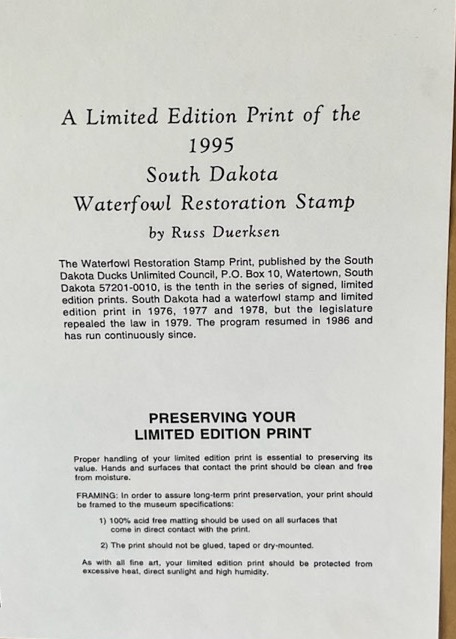 A Limited Edition Print of the
1995
South Dakota
Waterfowl Restoration Stamp
by Russ Duerksen
The Waterfowl Restoration Stamp Print, published by the South
Dakota Ducks Unlimited Council, P.O. Box 10, Watertown, South
Dakota 57201-0010, is the tenth in the series of signed, limited
edition prints. South Dakota had a waterfowl stamp and limited
edition print in 1976, 1977 and 1978, but the legislature
repealed the law in 1979. The program resumed in 1986 and
has run continuously since.
PRESERVING YOUR
LIMITED EDITION PRINT
Proper handling of your limited edition print is essential to preserving its
value. Hands and surfaces that contact the print should be clean and free
from moisture.
FRAMING: In order to assure long-term print preservation, your print should
be framed to the museum specifications:
1) 100% acid free matting should be used on all surfaces that
come in direct contact with the print.
2) The print should not be glued, taped or dry-mounted.
As with all fine art, your limited edition print should be protected from
excessive heat, direct sunlight and high humidity.